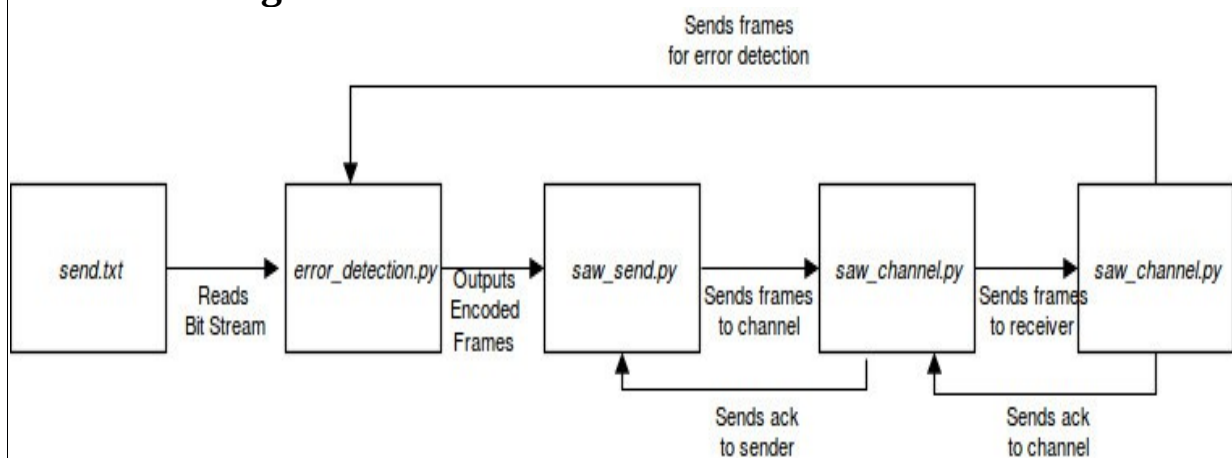 Sends frames
for error detection
send.txt
error_detection.py
saw_send.py
saw_channel.py
saw_channel.py
Reads
Bit Stream
Outputs
Encoded
Frames
Sends frames
to channel
Sends frames
to receiver
Sends ack
to sender
Sends ack
to channel